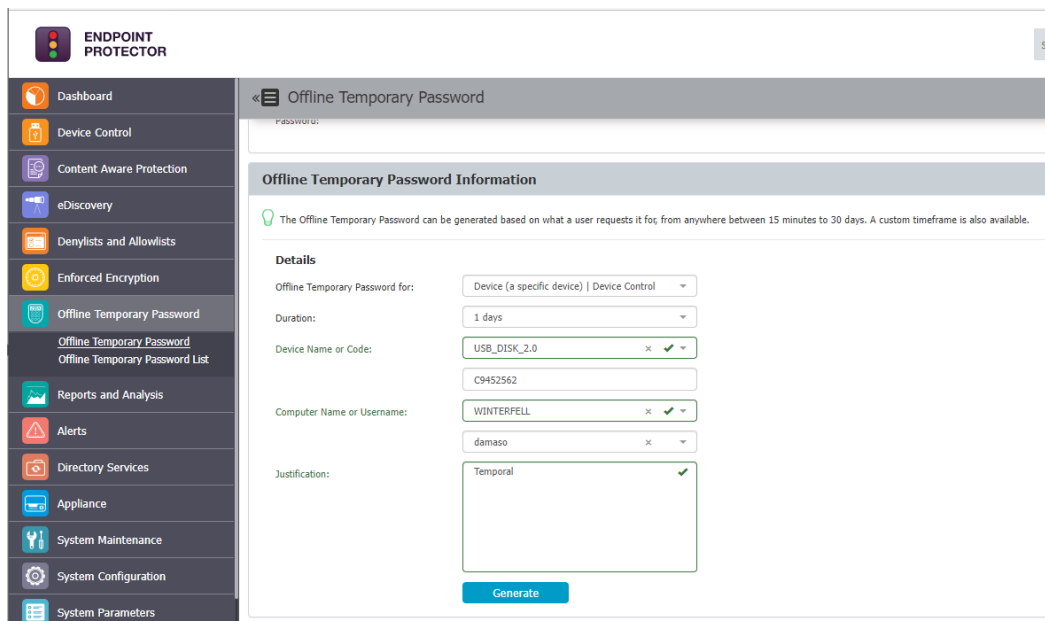 ENDPOINT
PROTECTOR
S
Dashboard
Device Control
Content Aware Protection
eDiscovery
Denylists and Allowlists
Enforced Encryption
Offline Temporary Password
Offline Temporary Password
Offline Temporary Password List
Reports and Analysis
Alerts
Directory Services
Appliance
System Maintenance
System Configuration
System Parameters
« Offline Temporary Password
Password:
Offline Temporary Password Information
The Offline Temporary Password can be generated based on what a user requests it for, from anywhere between 15 minutes to 30 days. A custom timeframe is also available.
Details
Offline Temporary Password for: Device (a specific device) | Device Control
Duration: 1 days
Device Name or Code: USB_DISK_2.0
C9452562
Computer Name or Username: WINTERFELL
damaso
Justification: Temporal
Generate